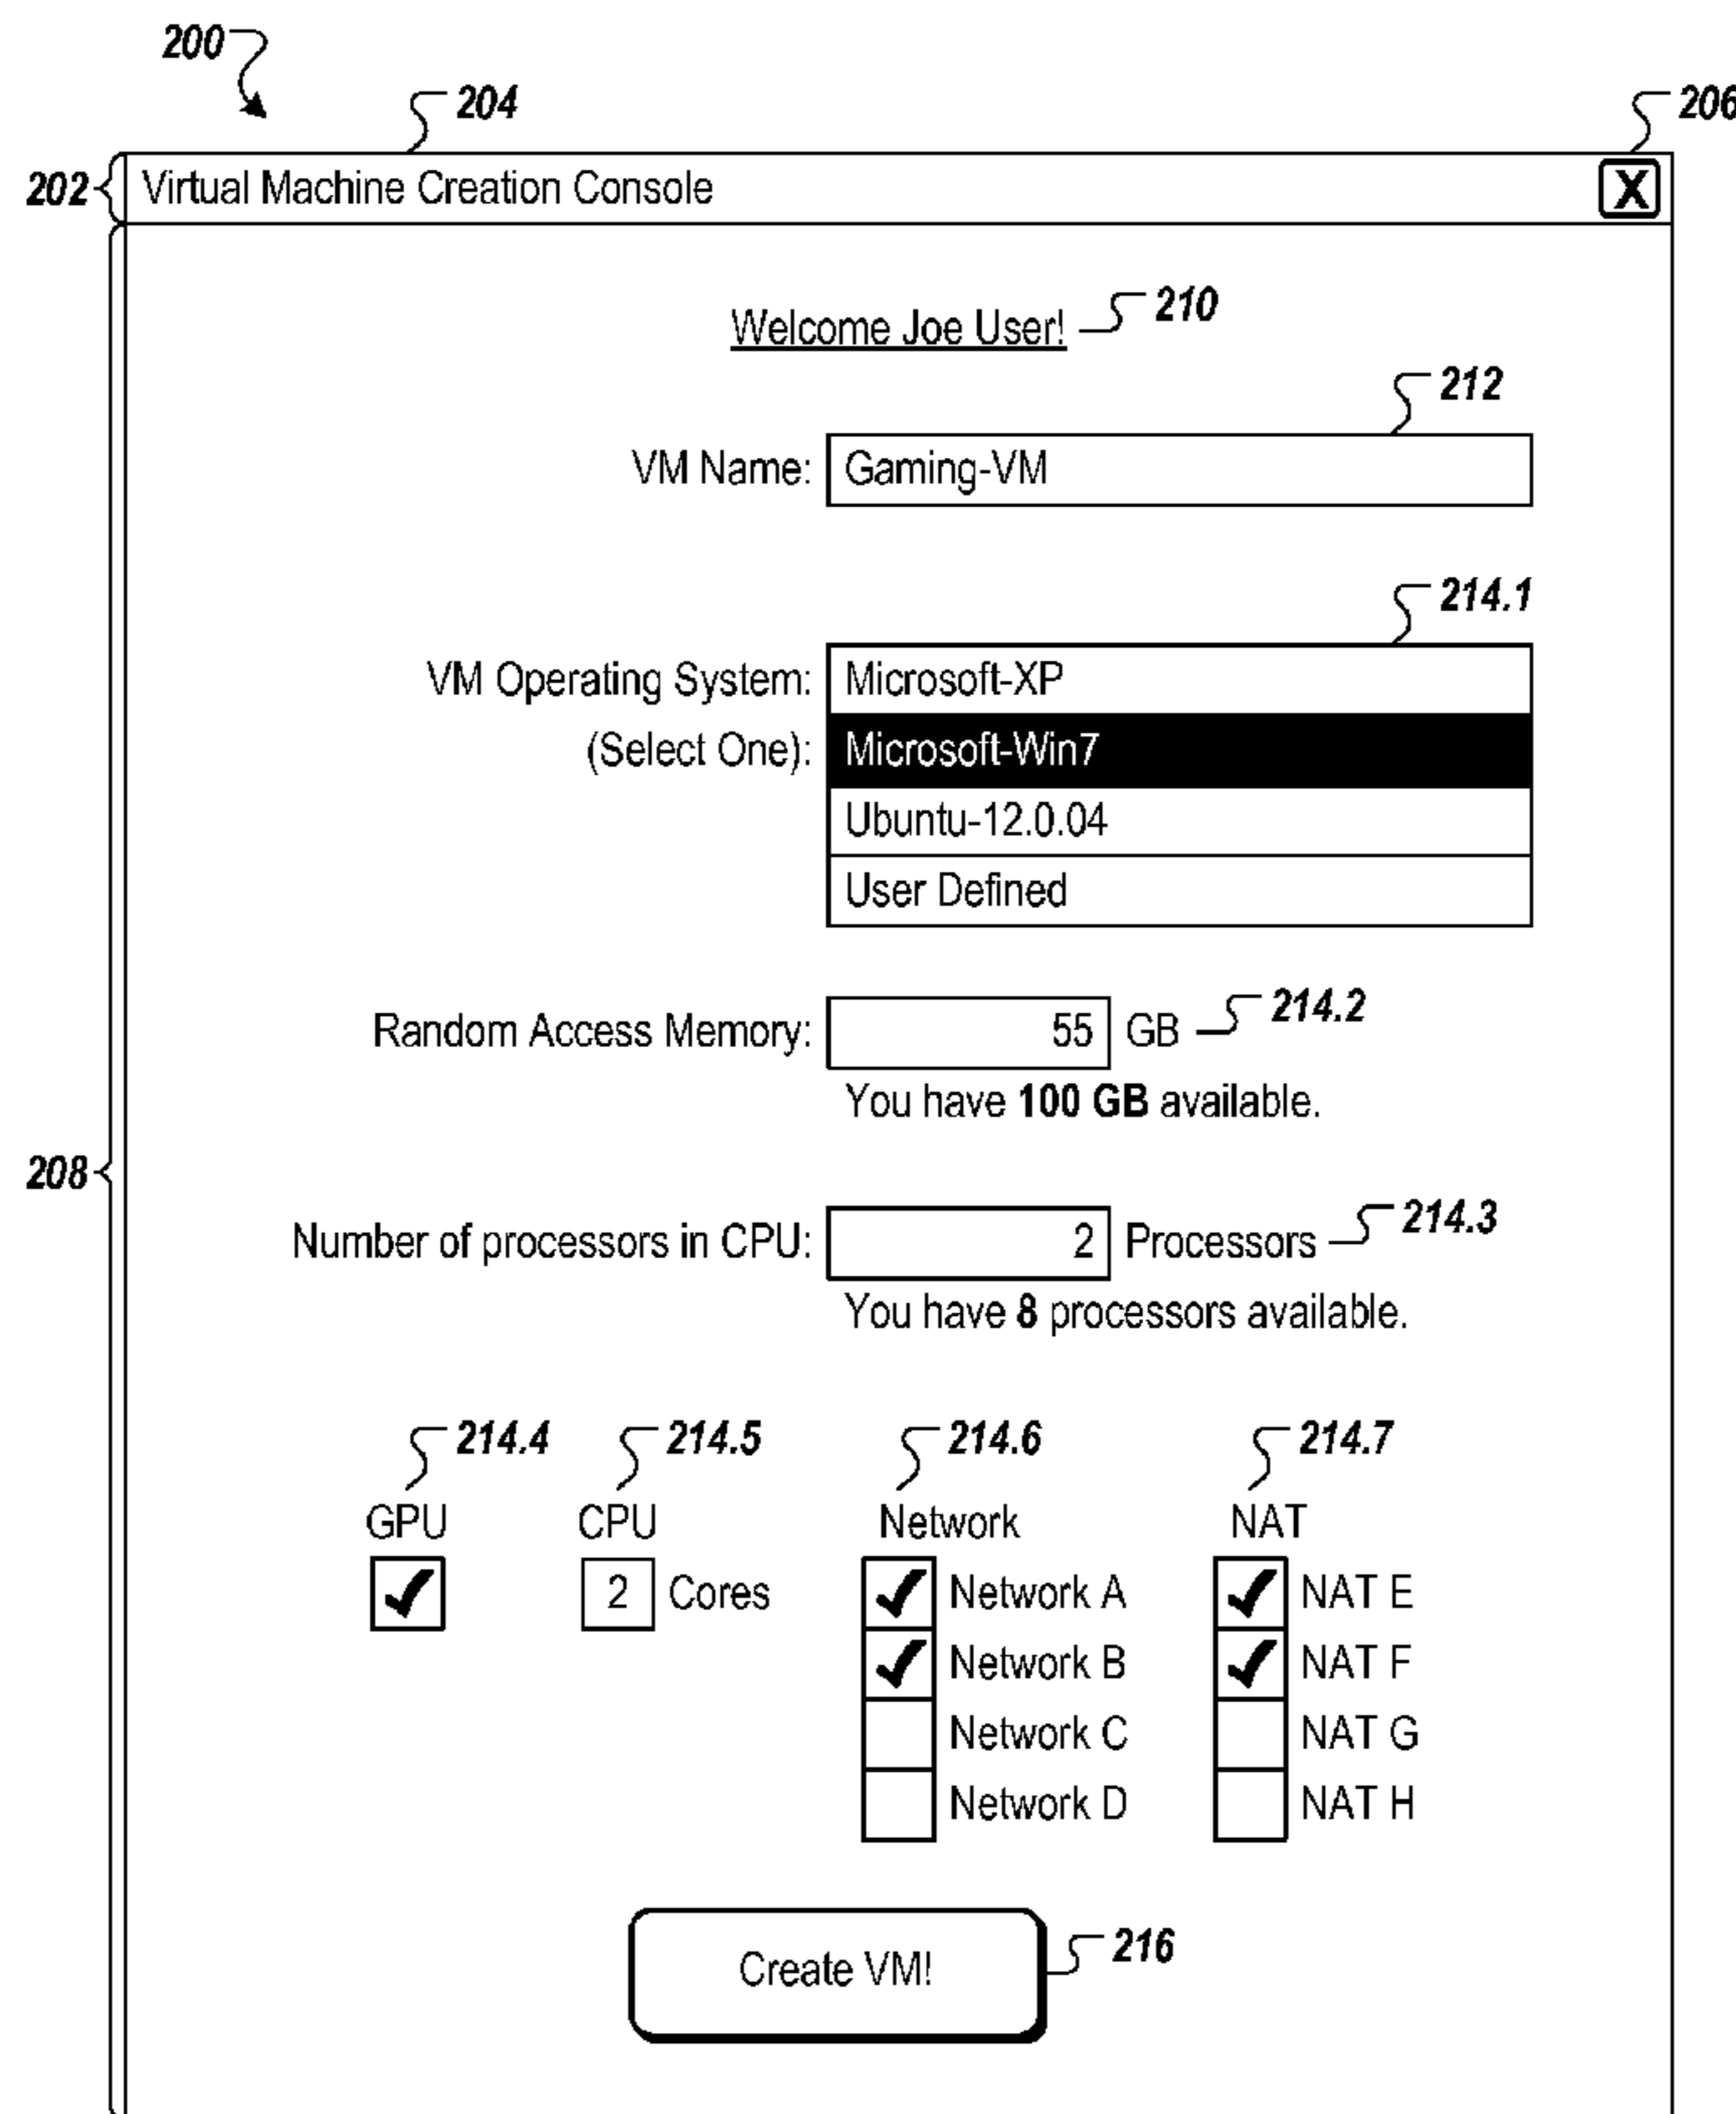 200
204
206
202
Virtual Machine Creation Console X
Welcome Joe User! 210
212
VM Name: Gaming-VM
214.1
VM Operating System: Microsoft-XP
(Select One): Microsoft-Win7
Ubuntu-12.0.04
User Defined
Random Access Memory: 55 GB 214.2
You have 100 GB available.
208
Number of processors in CPU: 2 Processors 214.3
You have 8 processors available.
214.4 214.5 214.6 214.7
GPU CPU Network NAT
2 Cores Network A NAT E
Network B NAT F
Network C NAT G
Network D NAT H
Create VM! 216